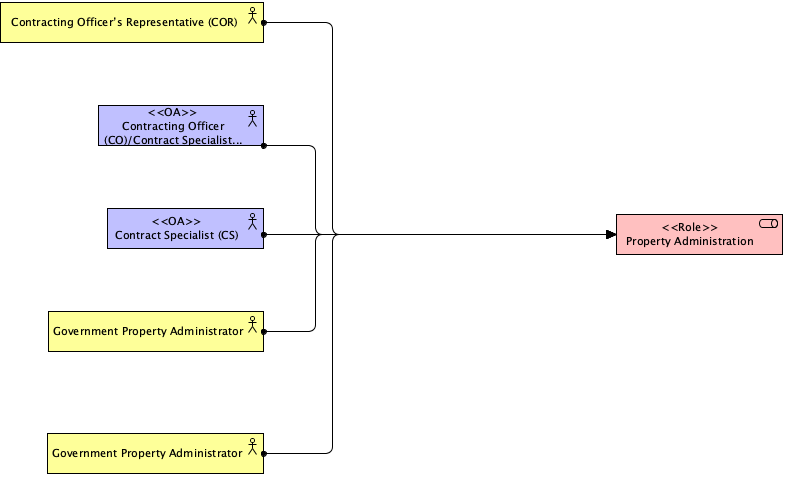 Contracting Officer's Representative (COR)
<<OA>>
Contracting Officer
(CO)/Contract Specialist...
<<OA>>
Contract Specialist (CS)
<<Role>>
Property Administration
Government Property Administrator
Government Property Administrator